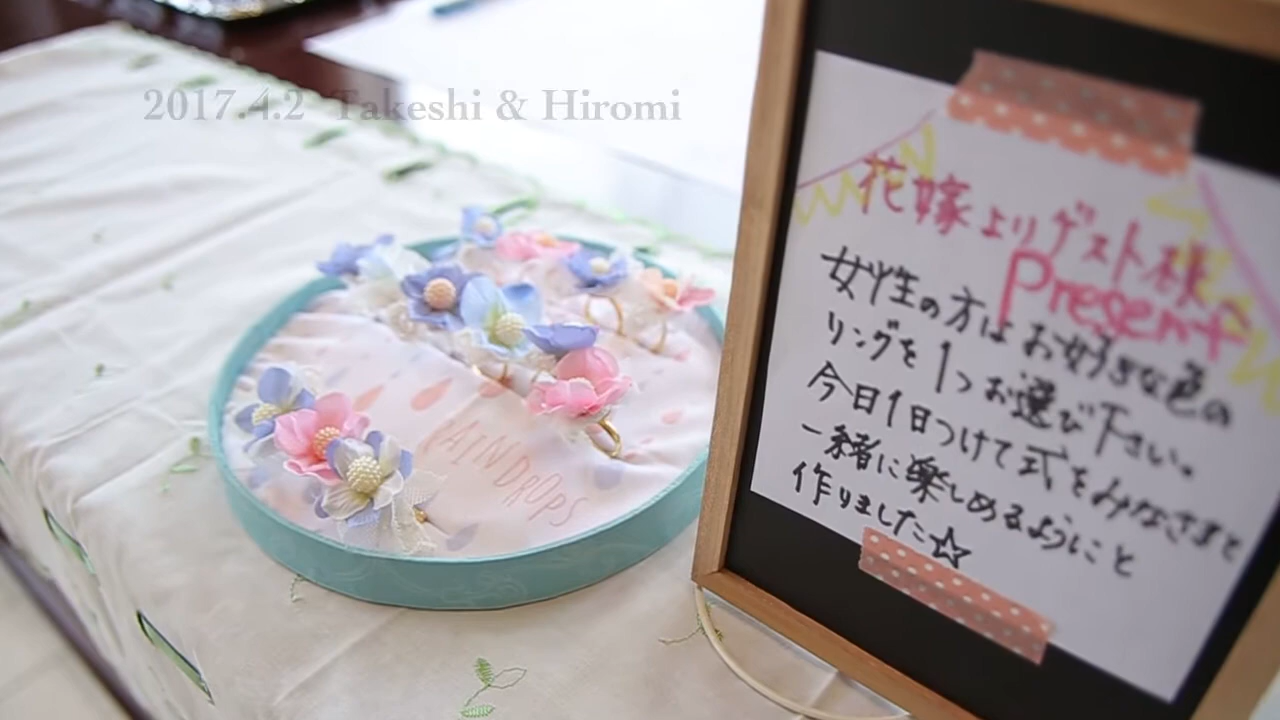 2017.4.2 Takeshi & Hiromi
花嫁よりゲスト様へ
Present
女性の方はお好きな色の
リングを1つお選び下さい。
今日1日つけて式をみなさまと
一緒に楽しめるようにと
作りました☆
RAINDROPS